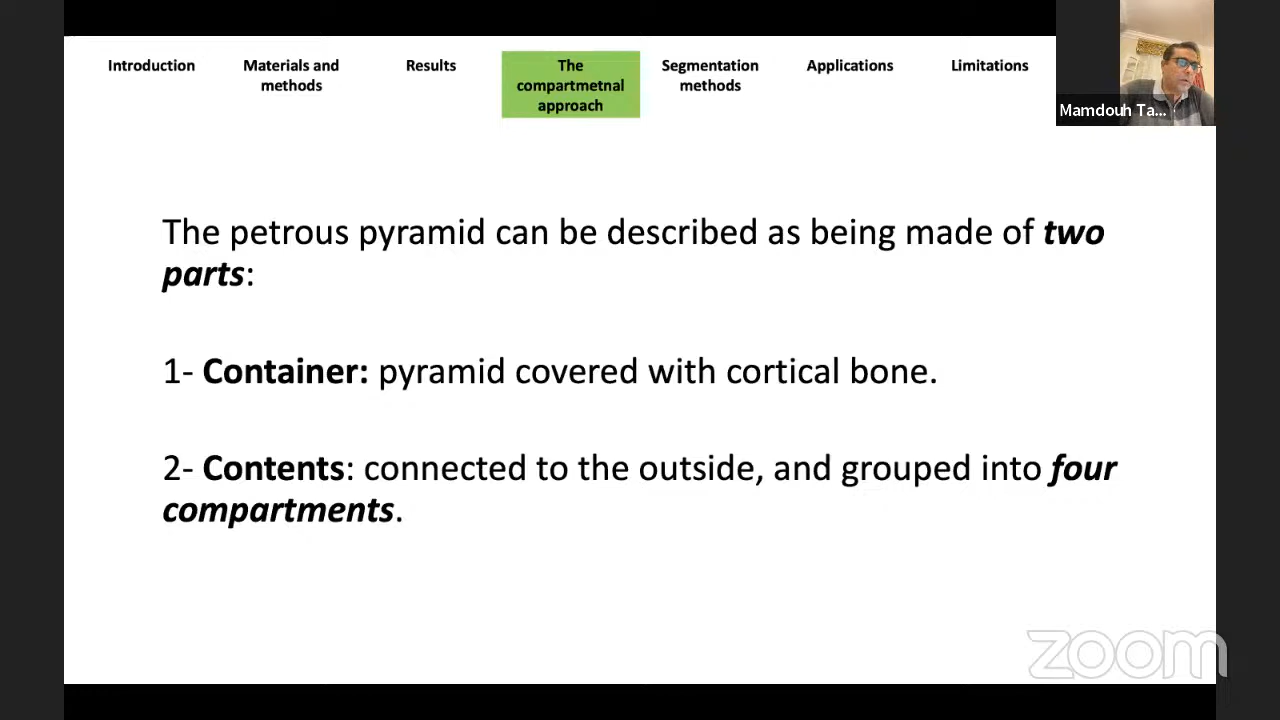 Introduction
Materials and
methods
Results
The
compartmetnal
approach
Segmentation
methods
Applications
Limitations
Mamdouh Ta...
The petrous pyramid can be described as being made of two
parts:
1- Container: pyramid covered with cortical bone.
2- Contents: connected to the outside, and grouped into four
compartments.
zoom